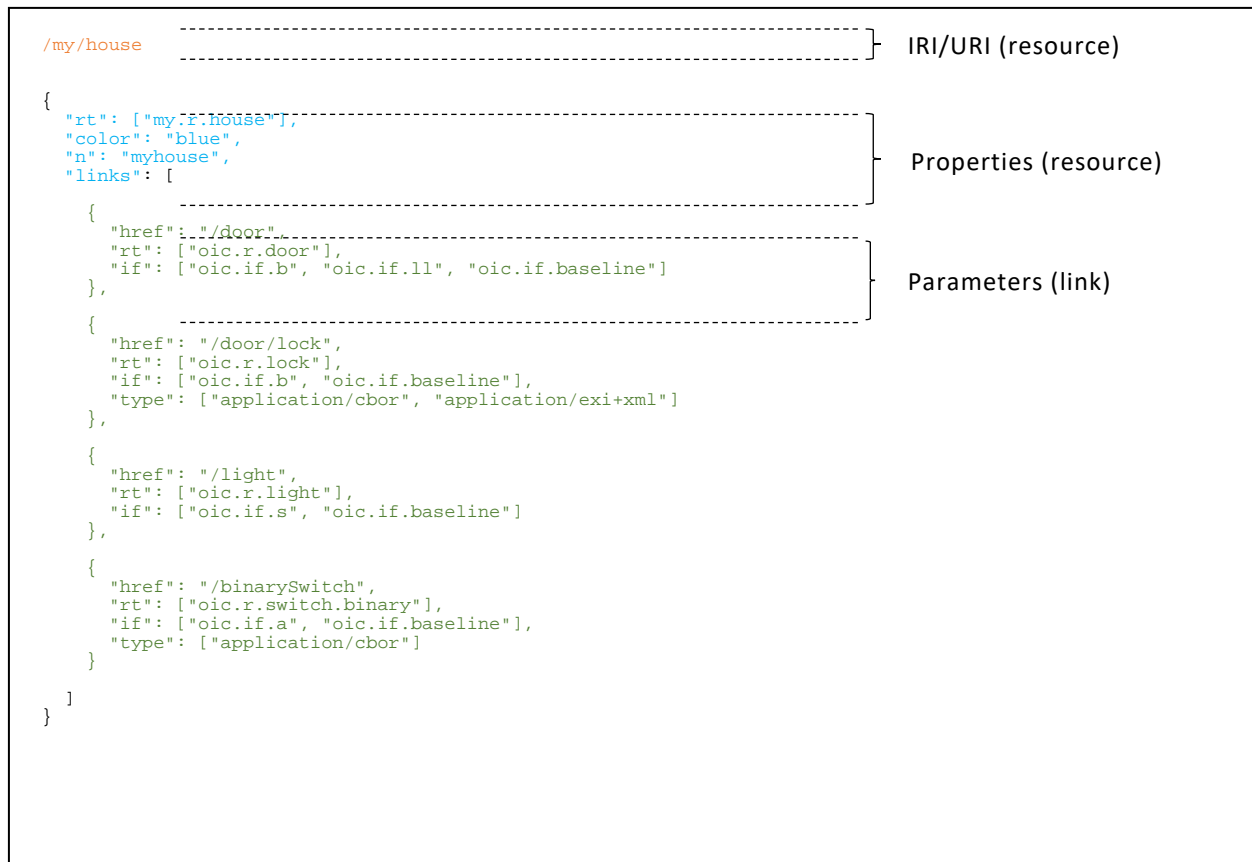 /my/house
IRI/URI (resource)
{
"rt": ["my.r.house"],
"color": "blue",
"n": "myhouse",
Properties (resource)
"links": [
{
"href": "/door",
"rt": ["oic.r.door"],
"if": ["oic.if.b", "oic.if.ll", "oic.if.baseline"]
Parameters (link)
},
{
"href": "/door/lock",
"rt": ["oic.r.lock"],
"if": ["oic.if.b", "oic.if.baseline"],
"type": ["application/cbor", "application/exi+xml"]
},
{
"href": "/light",
"rt": ["oic.r.light"],
"if": ["oic.if.s", "oic.if.baseline"]
},
{
"href": "/binarySwitch",
"rt": ["oic.r.switch.binary"],
"if": ["oic.if.a", "oic.if.baseline"],
"type": ["application/cbor"]
}
]
}